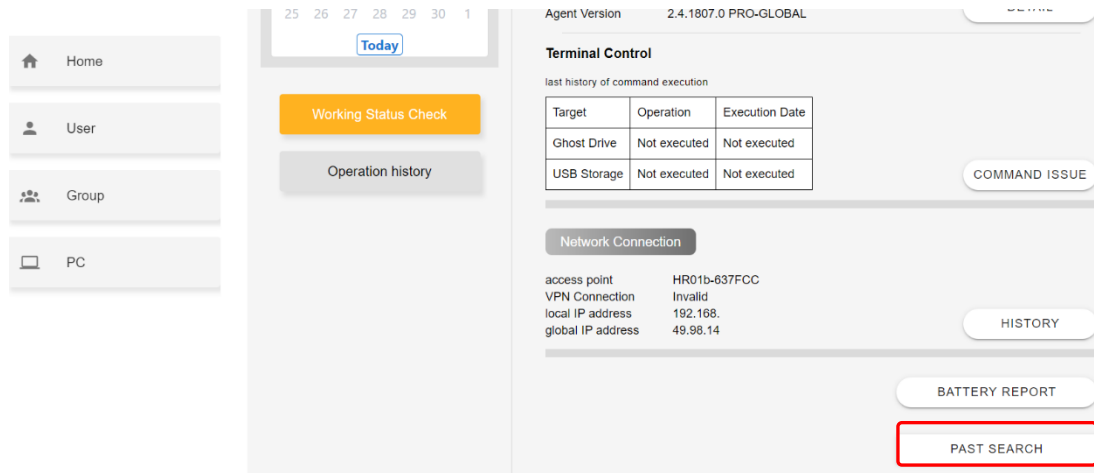 Home
User
Group
PC
25 26 27 28 29 30 1
Today
Working Status Check
Operation history
Agent Version 2.4.1807.0 PRO-GLOBAL
DETAIL
Terminal Control
last history of command execution
Target Operation Execution Date
Ghost Drive Not executed Not executed
USB Storage Not executed Not executed
COMMAND ISSUE
Network Connection
access point HR01b-637FCC
VPN Connection Invalid
local IP address 192.168.
global IP address 49.98.14
HISTORY
BATTERY REPORT
PAST SEARCH